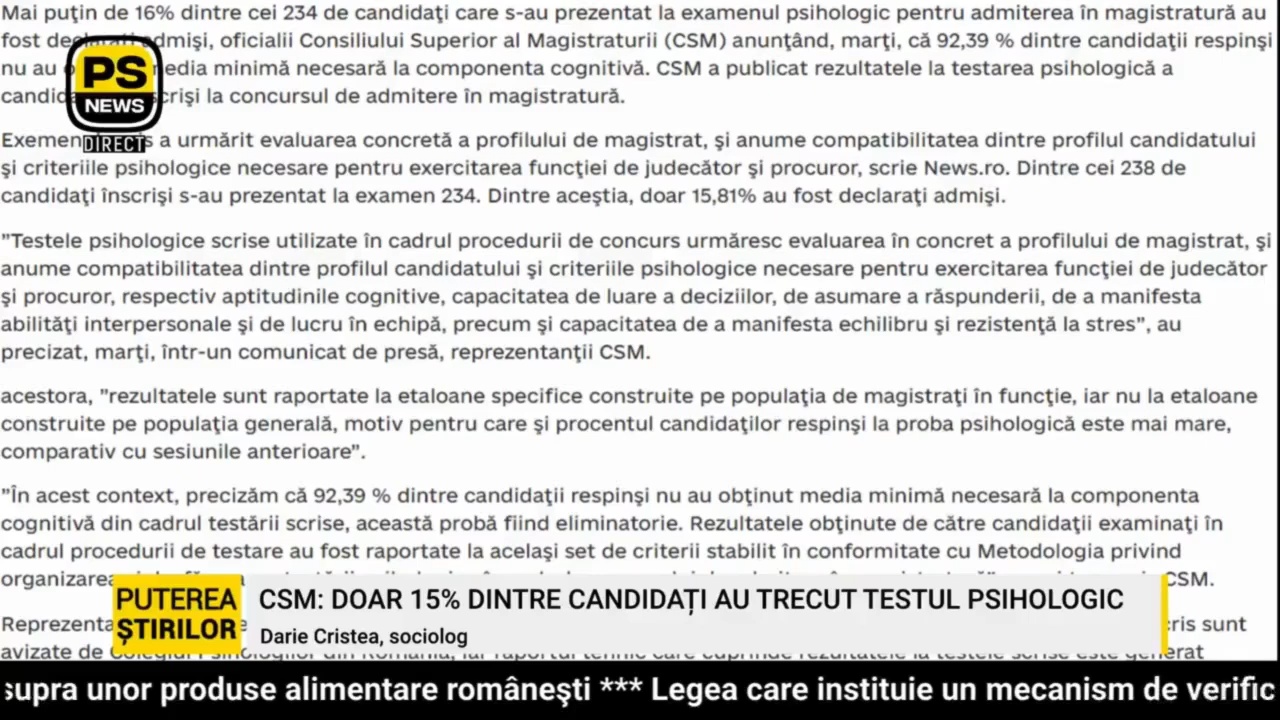 Mai puţin de 16% dintre cei 234 de candidaţi care s-au prezentat la examenul psihologic pentru admiterea în magistratură au
fost declaraţi admişi, oficialii Consiliului Superior al Magistraturii (CSM) anunţând, marţi, că 92,39 % dintre candidaţii respinşi
nu au media minimă necesară la componenta cognitivă. CSM a publicat rezultatele la testarea psihologică a
la concursul de admitere în magistratură.
PS
NEWS
DIRECT
a urmărit evaluarea concretă a profilului de magistrat, şi anume compatibilitatea dintre profilul candidatului
şi criteriile psihologice necesare pentru exercitarea funcţiei de judecător şi procuror, scrie News.ro. Dintre cei 238 de
candidaţi înscrişi s-au prezentat la examen 234. Dintre aceştia, doar 15,81% au fost declaraţi admişi.
”Testele psihologice scrise utilizate în cadrul procedurii de concurs urmăresc evaluarea în concret a profilului de magistrat, şi
anume compatibilitatea dintre profilul candidatului şi criteriile psihologice necesare pentru exercitarea funcţiei de judecător
şi procuror, respectiv aptitudinile cognitive, capacitatea de luare a deciziilor, de asumare a răspunderii, de a manifesta
abilităţi interpersonale şi de lucru în echipă, precum şi capacitatea de a manifesta echilibru şi rezistenţă la stres”, au
precizat, marţi, într-un comunicat de presă, reprezentanţii CSM.
acestora, ”rezultatele sunt raportate la etaloane specifice construite pe populaţia de magistraţi în funcţie, iar nu la etaloane
construite pe populaţia generală, motiv pentru care şi procentul candidaţilor respinşi la proba psihologică este mai mare,
comparativ cu sesiunile anterioare”.
”În acest context, precizăm că 92,39 % dintre candidaţii respinşi nu au obţinut media minimă necesară la componenta
cognitivă din cadrul testării scrise, această probă fiind eliminatorie. Rezultatele obţinute de către candidaţii examinaţi în
cadrul procedurii de testare au fost raportate la acelaşi set de criterii stabilit în conformitate cu Metodologia privind
organizarea CSM.
sunt
avizate de
PUTEREA
ȘTIRILOR
CSM: DOAR 15% DINTRE CANDIDAȚI AU TRECUT TESTUL PSIHOLOGIC
Darie Cristea, sociolog
supra unor produse alimentare românești *** Legea care instituie un mecanism de verific